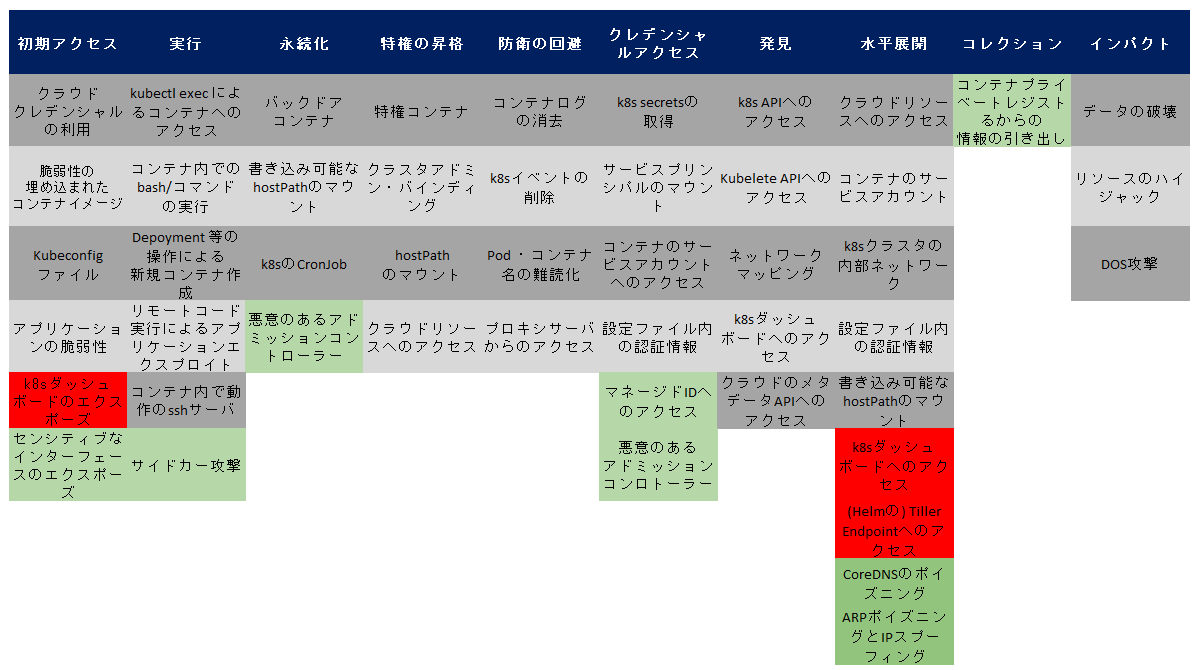 初期アクセス
実行
永続化
特権の昇格
防衛の回避
クレデンシャ
ルアクセス
発見
水平展開
コレクション
インパクト
クラウド
クレデンシャル
の利用
kubectl exec によ
るコンテナへの
アクセス
バックドア
コンテナ
特権コンテナ
コンテナログ
の消去
k8s secretsの
取得
k8s APIへの
アクセス
クラウドリソー
スへのアクセス
コンテナプライ
ベートレジスト
るからの
情報の引き出し
データの破壊
脆弱性の
埋め込まれた
コンテナイメージ
コンテナ内での
bash/コマンド
の実行
書き込み可能な
hostPathのマウ
ント
クラスタアドミ
ン・バインディ
ング
k8sイベントの
削除
サービスプリン
シパルのマウン
ト
Kubelete APIへの
アクセス
コンテナのサー
ビスアカウント
リソースのハイ
ジャック
Kubeconfig
ファイル
Depoyment 等の
操作による
新規コンテナ作
成
k8sのCronJob
hostPath
のマウント
Pod ・コンテナ
名の難読化
コンテナのサー
ビスアカウント
へのアクセス
ネットワーク
マッピング
k8sクラスタの
内部ネットワー
ク
DOS攻撃
アプリケーショ
ンの脆弱性
リモートコード
実行によるアプ
リケーションエ
クスプロイト
悪意のあるアド
ミッションコント
ローラー
クラウドリソー
スへのアクセス
プロキシサーバ
からのアクセス
設定ファイル内
の認証情報
k8sダッシュ
ボードへのアク
セス
設定ファイル内
の認証情報
k8sダッシュ
ボードのエクス
ポーズ
コンテナ内で動
作のsshサーバ
マネージドIDへ
のアクセス
クラウドのメタ
データAPIへの
アクセス
書き込み可能な
hostPathのマウ
ント
センシティブな
インターフェー
スのエクスポー
ズ
サイドカー攻撃
悪意のある
アドミッション
コンロトーラー
k8sダッシュ
ボードへのアク
セス
(Helmの) Tiller
Endpointへのア
クセス
CoreDNSのポイ
ズニング
ARPポイズニン
グとIPスプー
フィング